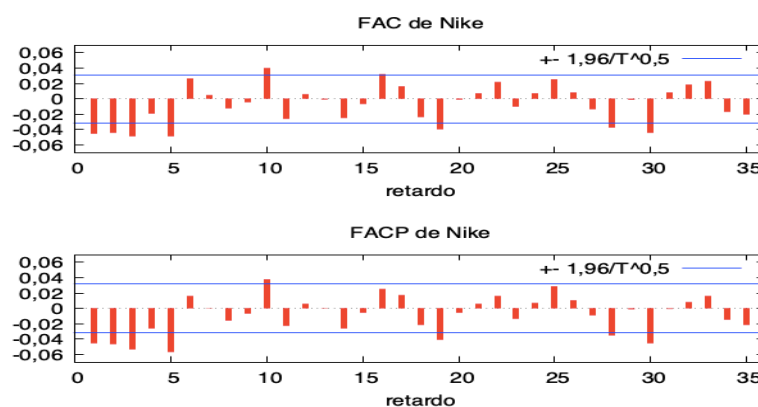 FAC de Nike
+- 1,96/T^0,5
0,06
0,04
0,02
0
-0,02
-0,04
-0,06
0 5 10 15 20 25 30 35
retardo
FACP de Nike
+- 1,96/T^0,5
0,06
0,04
0,02
0
-0,02
-0,04
-0,06
0 5 10 15 20 25 30 35
retardo